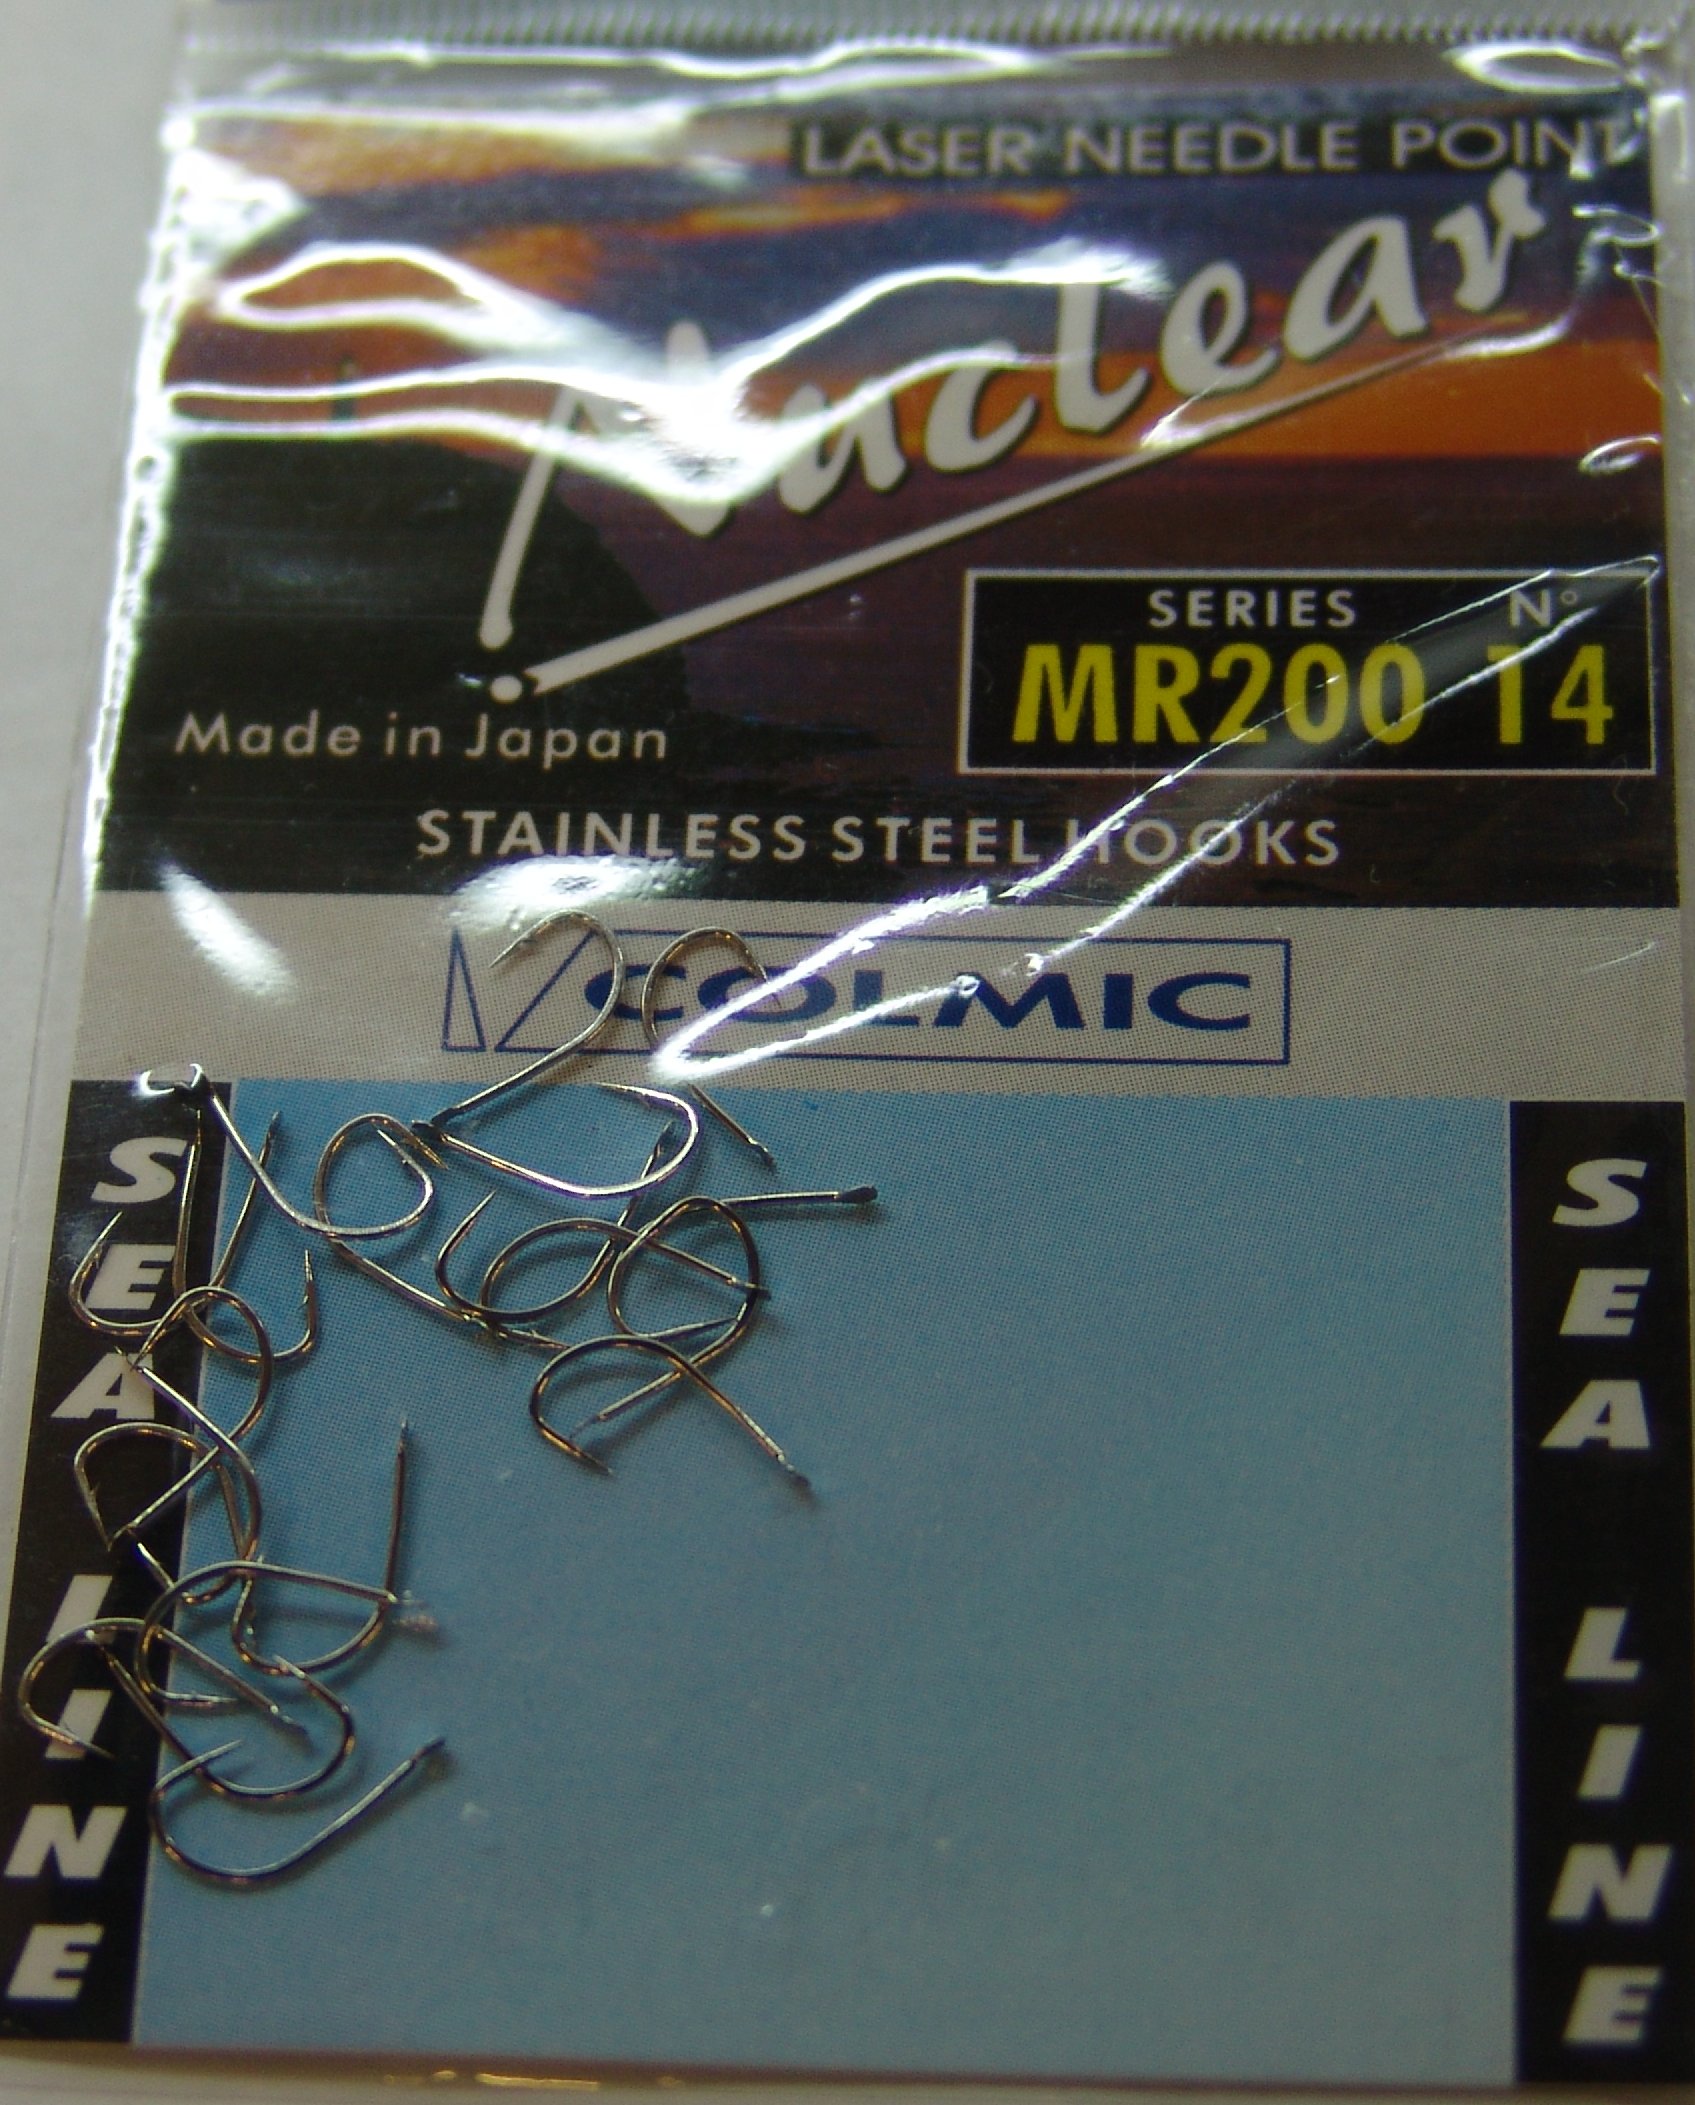 LASER NEEDLE POINT
Nuclear
SERIES N°
MR200 14
Made in Japan
STAINLESS STEEL HOOKS
COLMIC
SEA LINE
SEA LINE